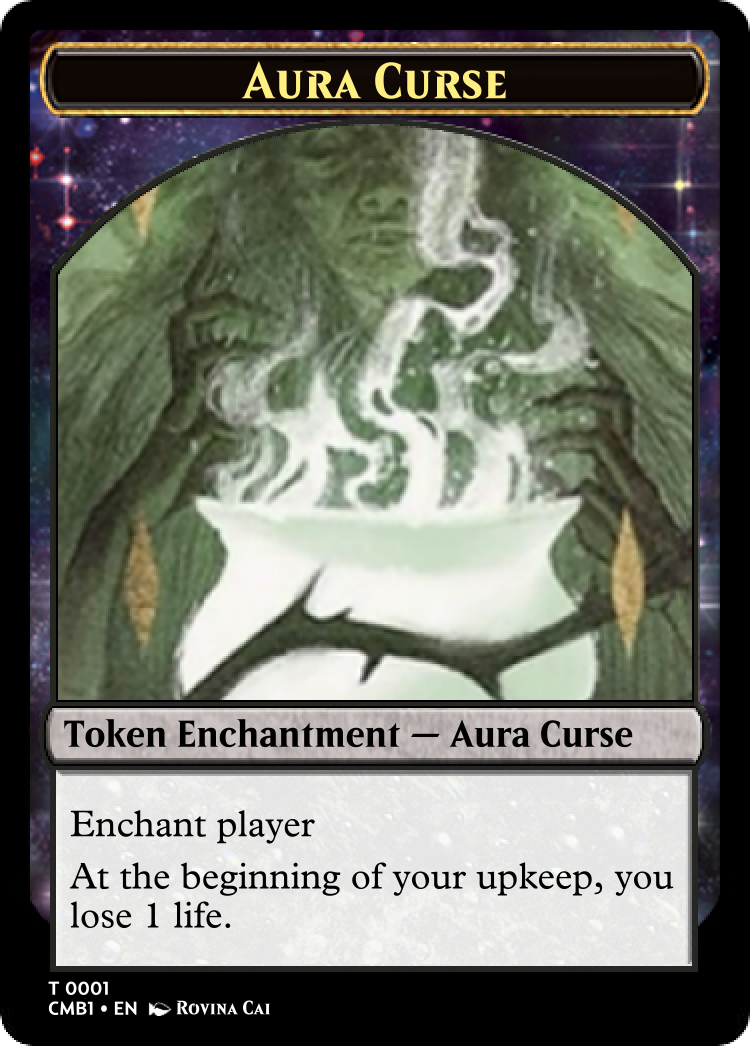 Aura Curse
Token Enchantment — Aura Curse
Enchant player
At the beginning of your upkeep, you
lose 1 life.
T 0001
CMB1 • EN Rovina Cai